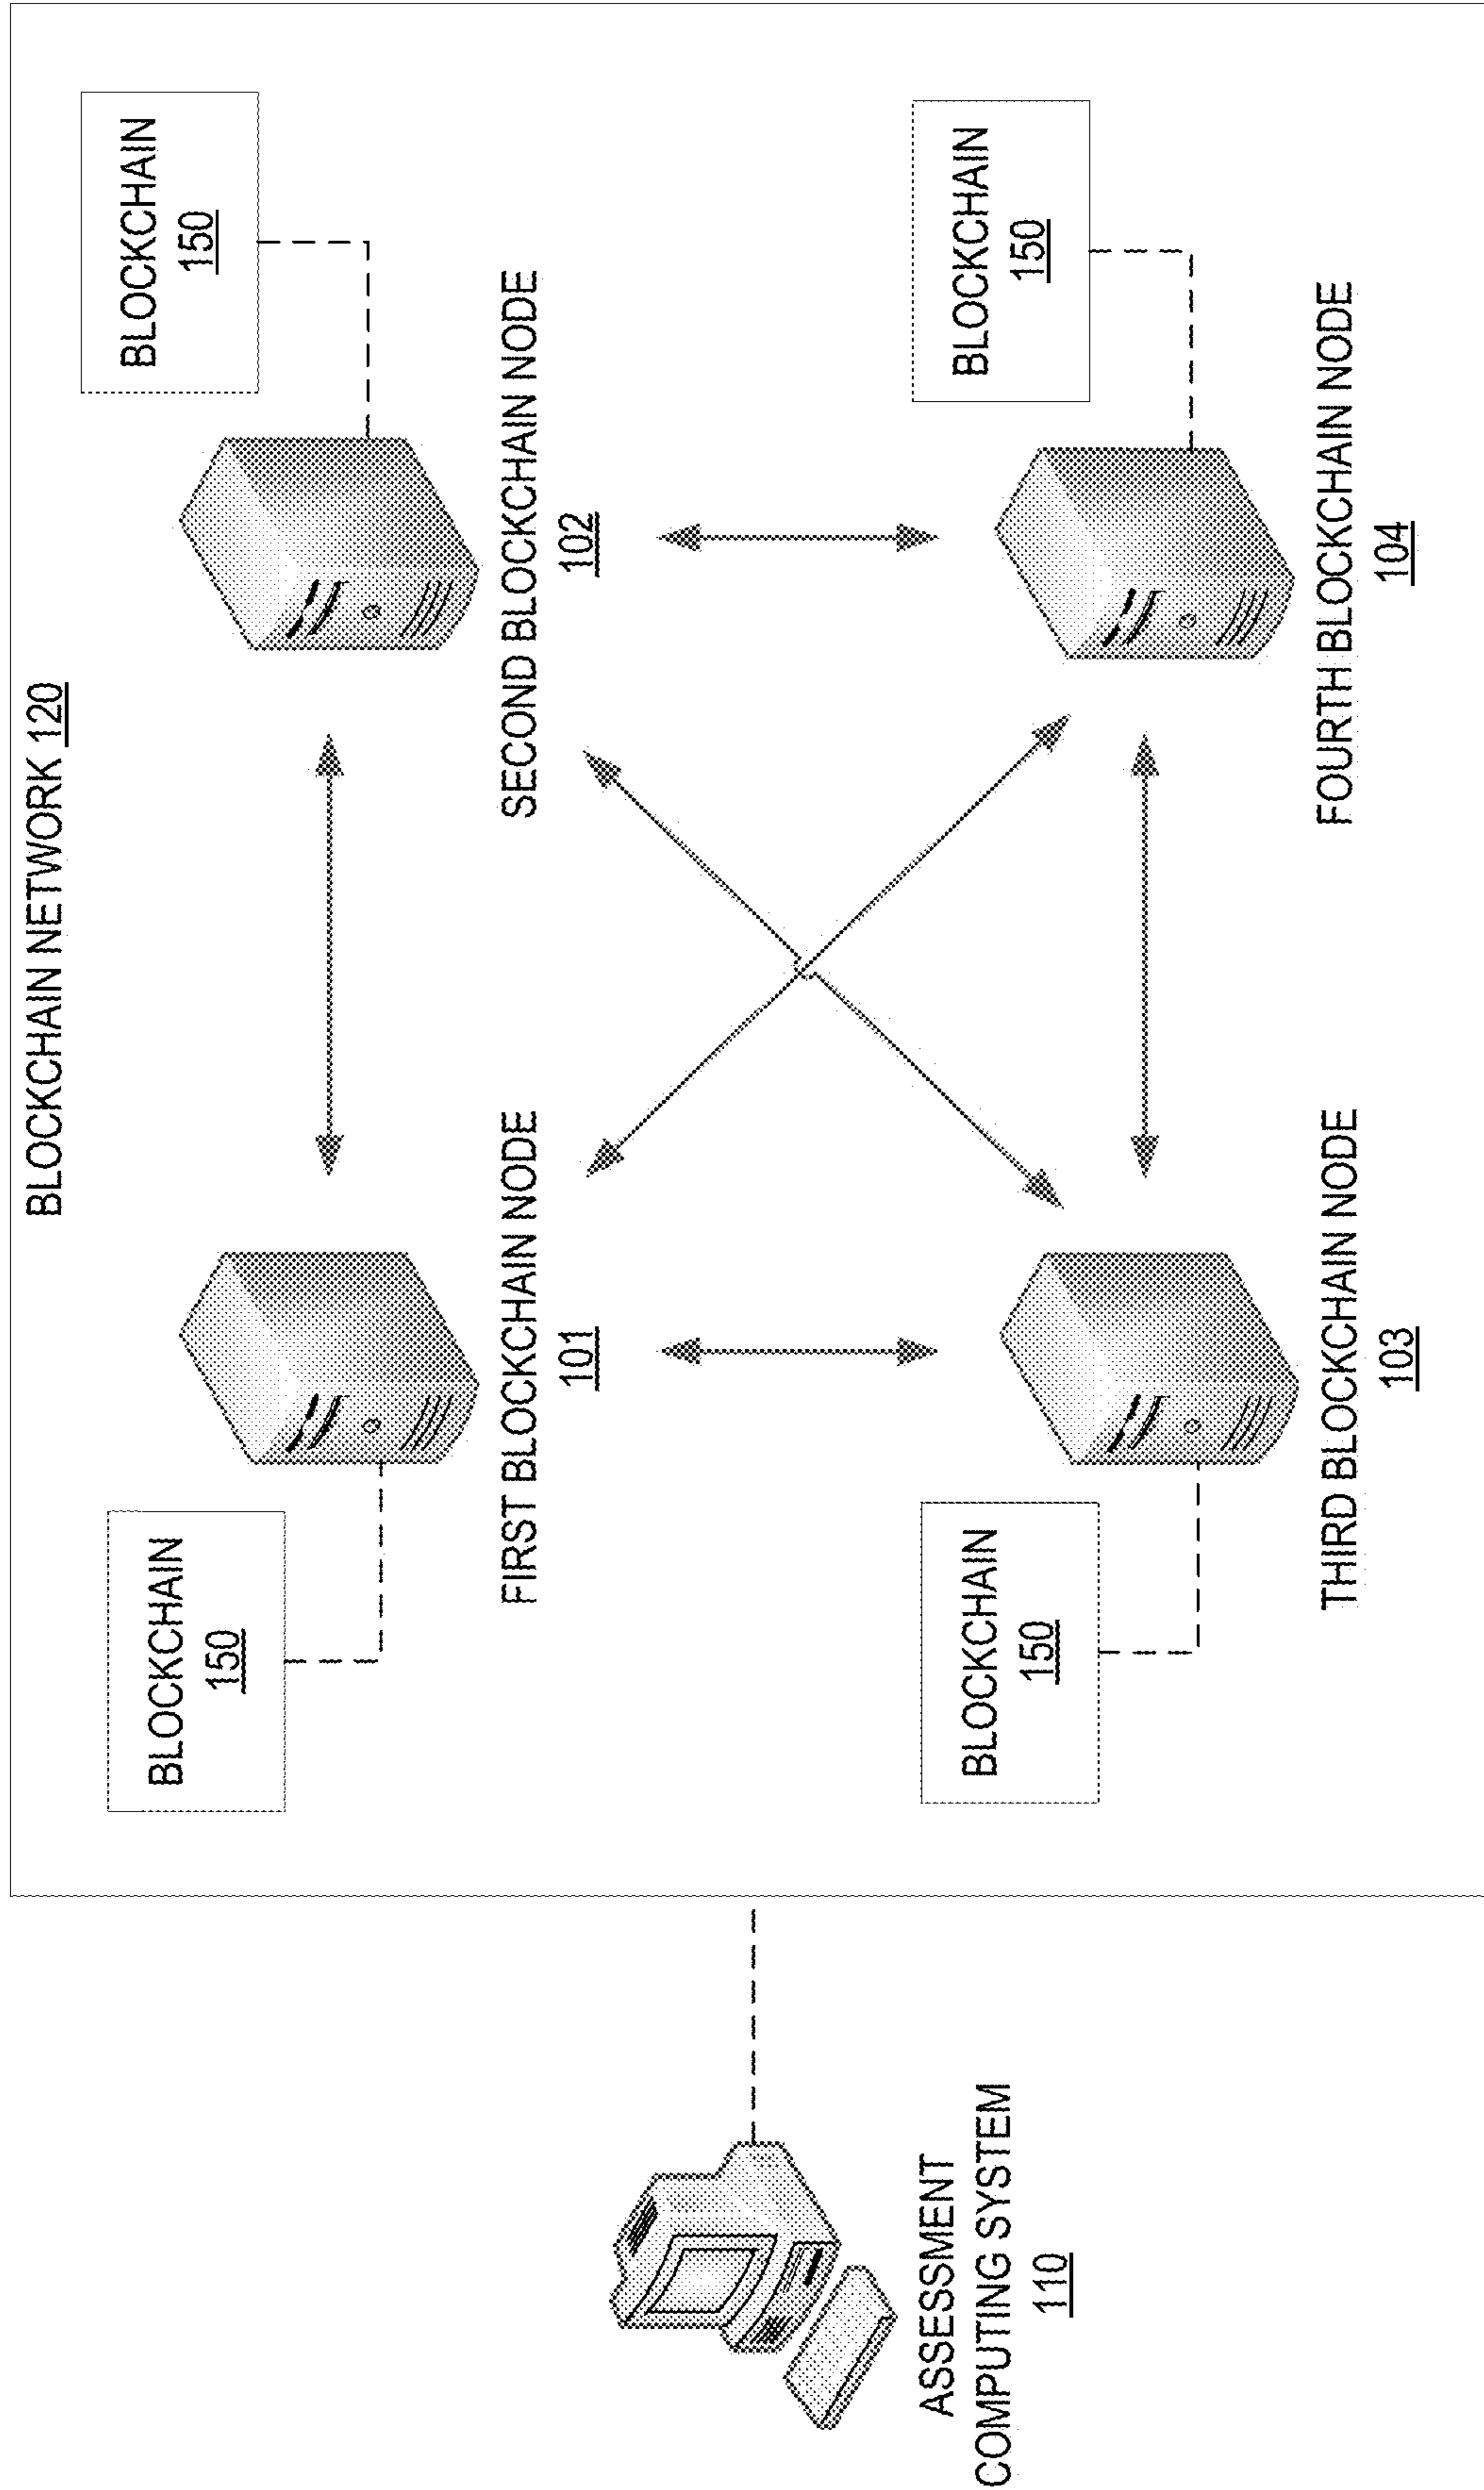 BLOCKCHAIN NETWORK 120
BLOCKCHAIN
150
BLOCKCHAIN
150
FIRST BLOCKCHAIN NODE
101
SECOND BLOCKCHAIN NODE
102
ASSESSMENT
COMPUTING SYSTEM
110
BLOCKCHAIN
150
BLOCKCHAIN
150
THIRD BLOCKCHAIN NODE
103
FOURTH BLOCKCHAIN NODE
104